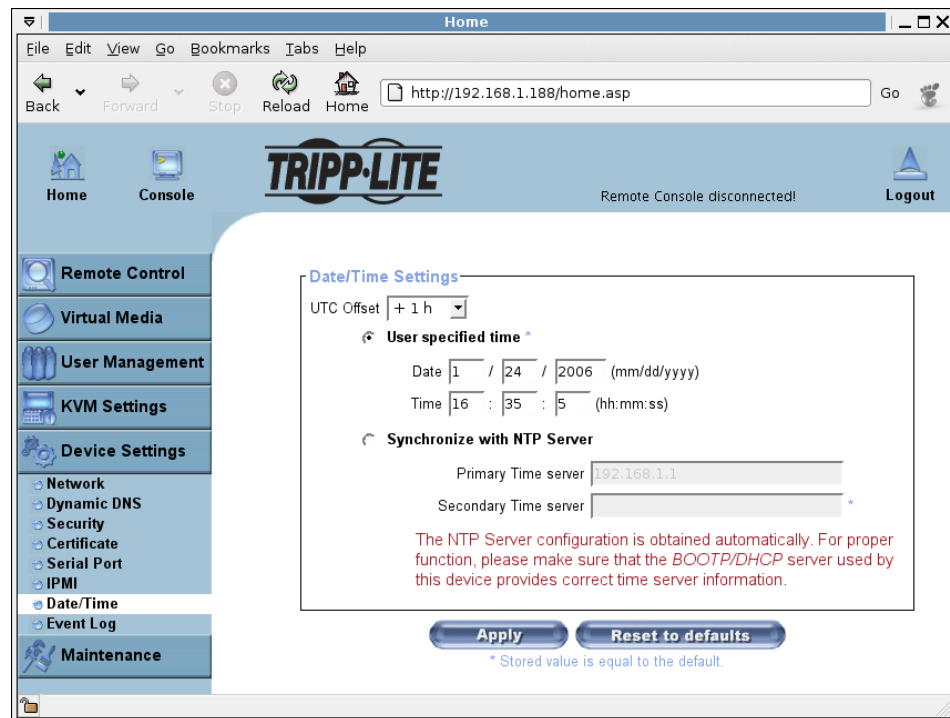 Home
File Edit View Go Bookmarks Tabs Help
Back Forward Stop Reload Home http://192.168.1.188/home.asp Go
Home Console TRIPP·LITE Remote Console disconnected! Logout
Remote Control
Virtual Media
User Management
KVM Settings
Device Settings
Network
Dynamic DNS
Security
Certificate
Serial Port
IPMI
Date/Time
Event Log
Maintenance
Date/Time Settings
UTC Offset + 1 h
User specified time *
Date 1 / 24 / 2006 (mm/dd/yyyy)
Time 16 : 35 : 5 (hh:mm:ss)
Synchronize with NTP Server
Primary Time server 192.168.1.1
Secondary Time server *
The NTP Server configuration is obtained automatically. For proper
function, please make sure that the BOOTP/DHCP server used by
this device provides correct time server information.
Apply Reset to defaults
* Stored value is equal to the default.